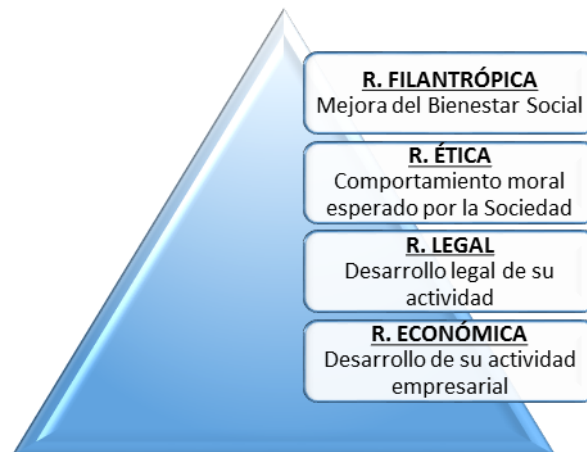 R. FILANTRÓPICA
Mejora del Bienestar Social
R. ÉTICA
Comportamiento moral
esperado por la Sociedad
R. LEGAL
Desarrollo legal de su
actividad
R. ECONÓMICA
Desarrollo de su actividad
empresarial